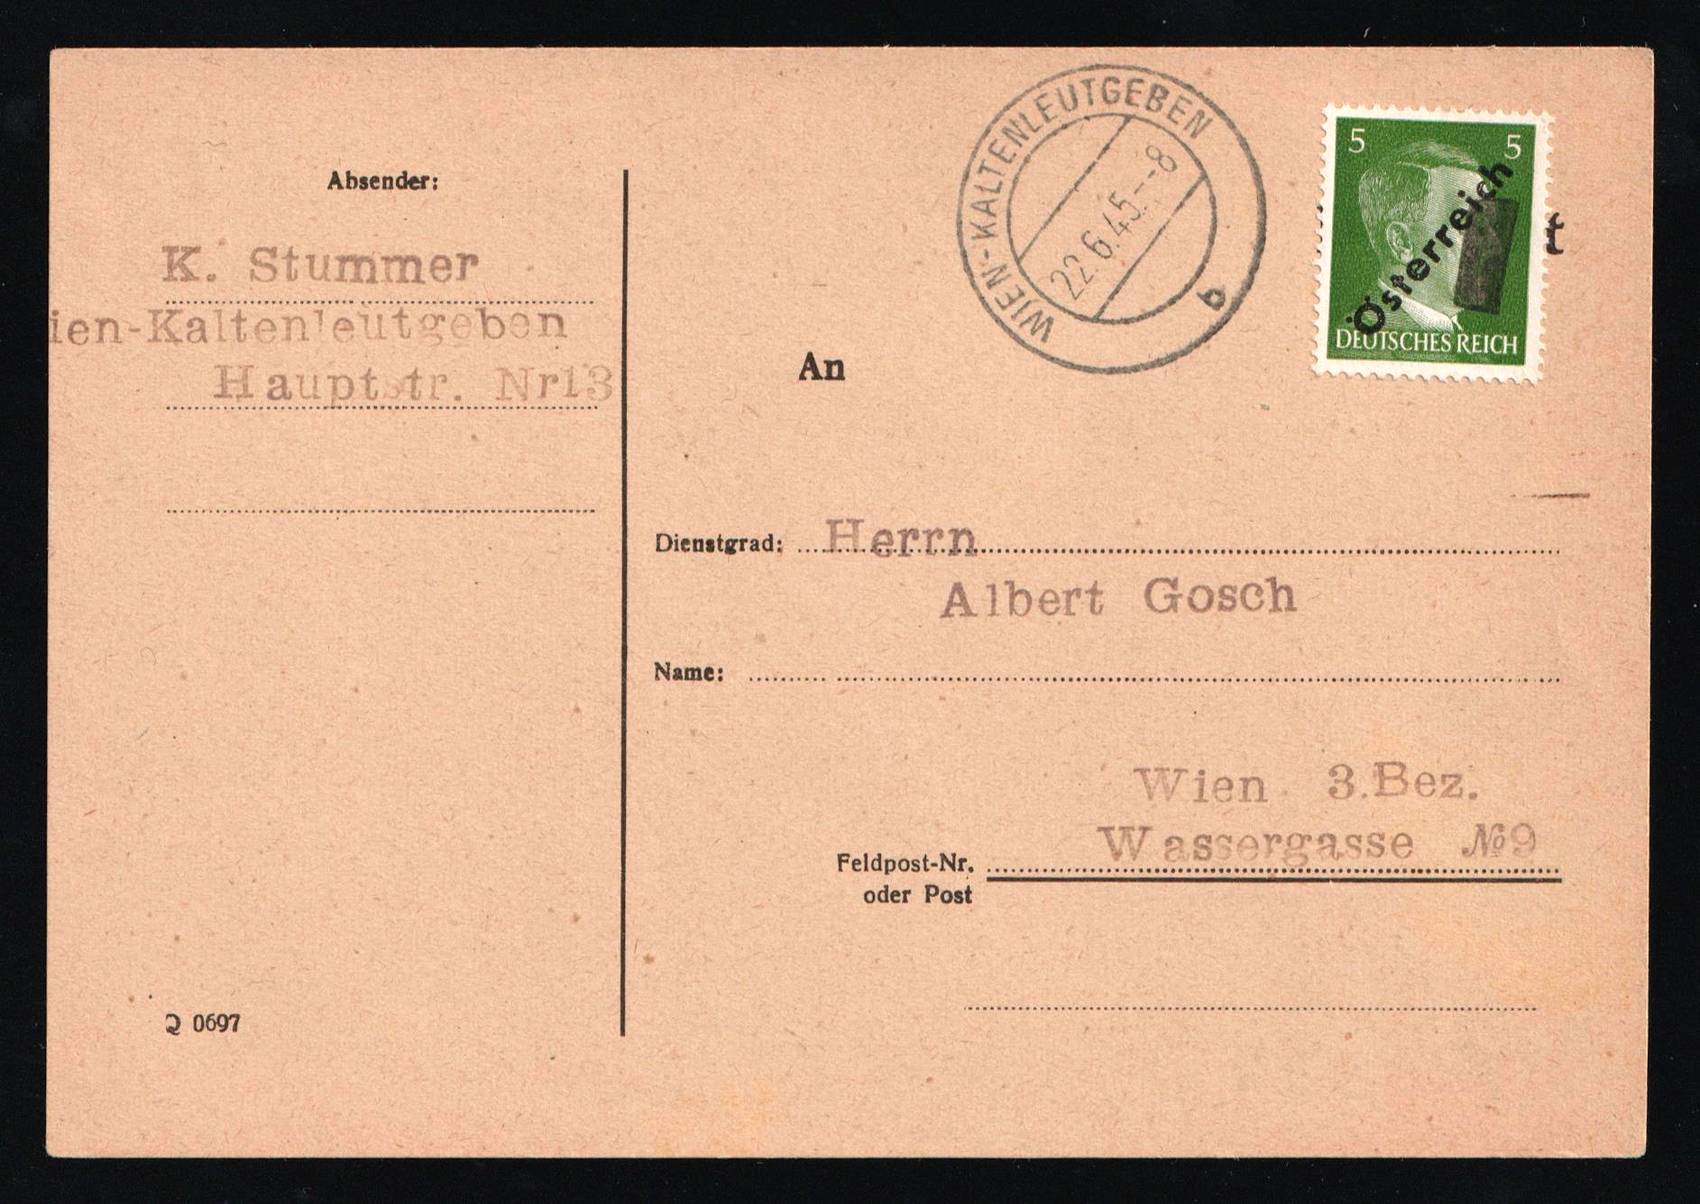 Absender:
K. Stummer
ien-Kaltenleutgeben
Hauptstr. Nr13
Q 0697
WIEN-KALTENLEUTGEBEN
22.6.45.--8
b
5 5
Österreich
DEUTSCHES REICH
An
Dienstgrad: Herrn
Albert Gosch
Name:
Wien 3.Bez.
Wassergasse №9
Feldpost-Nr.
oder Post